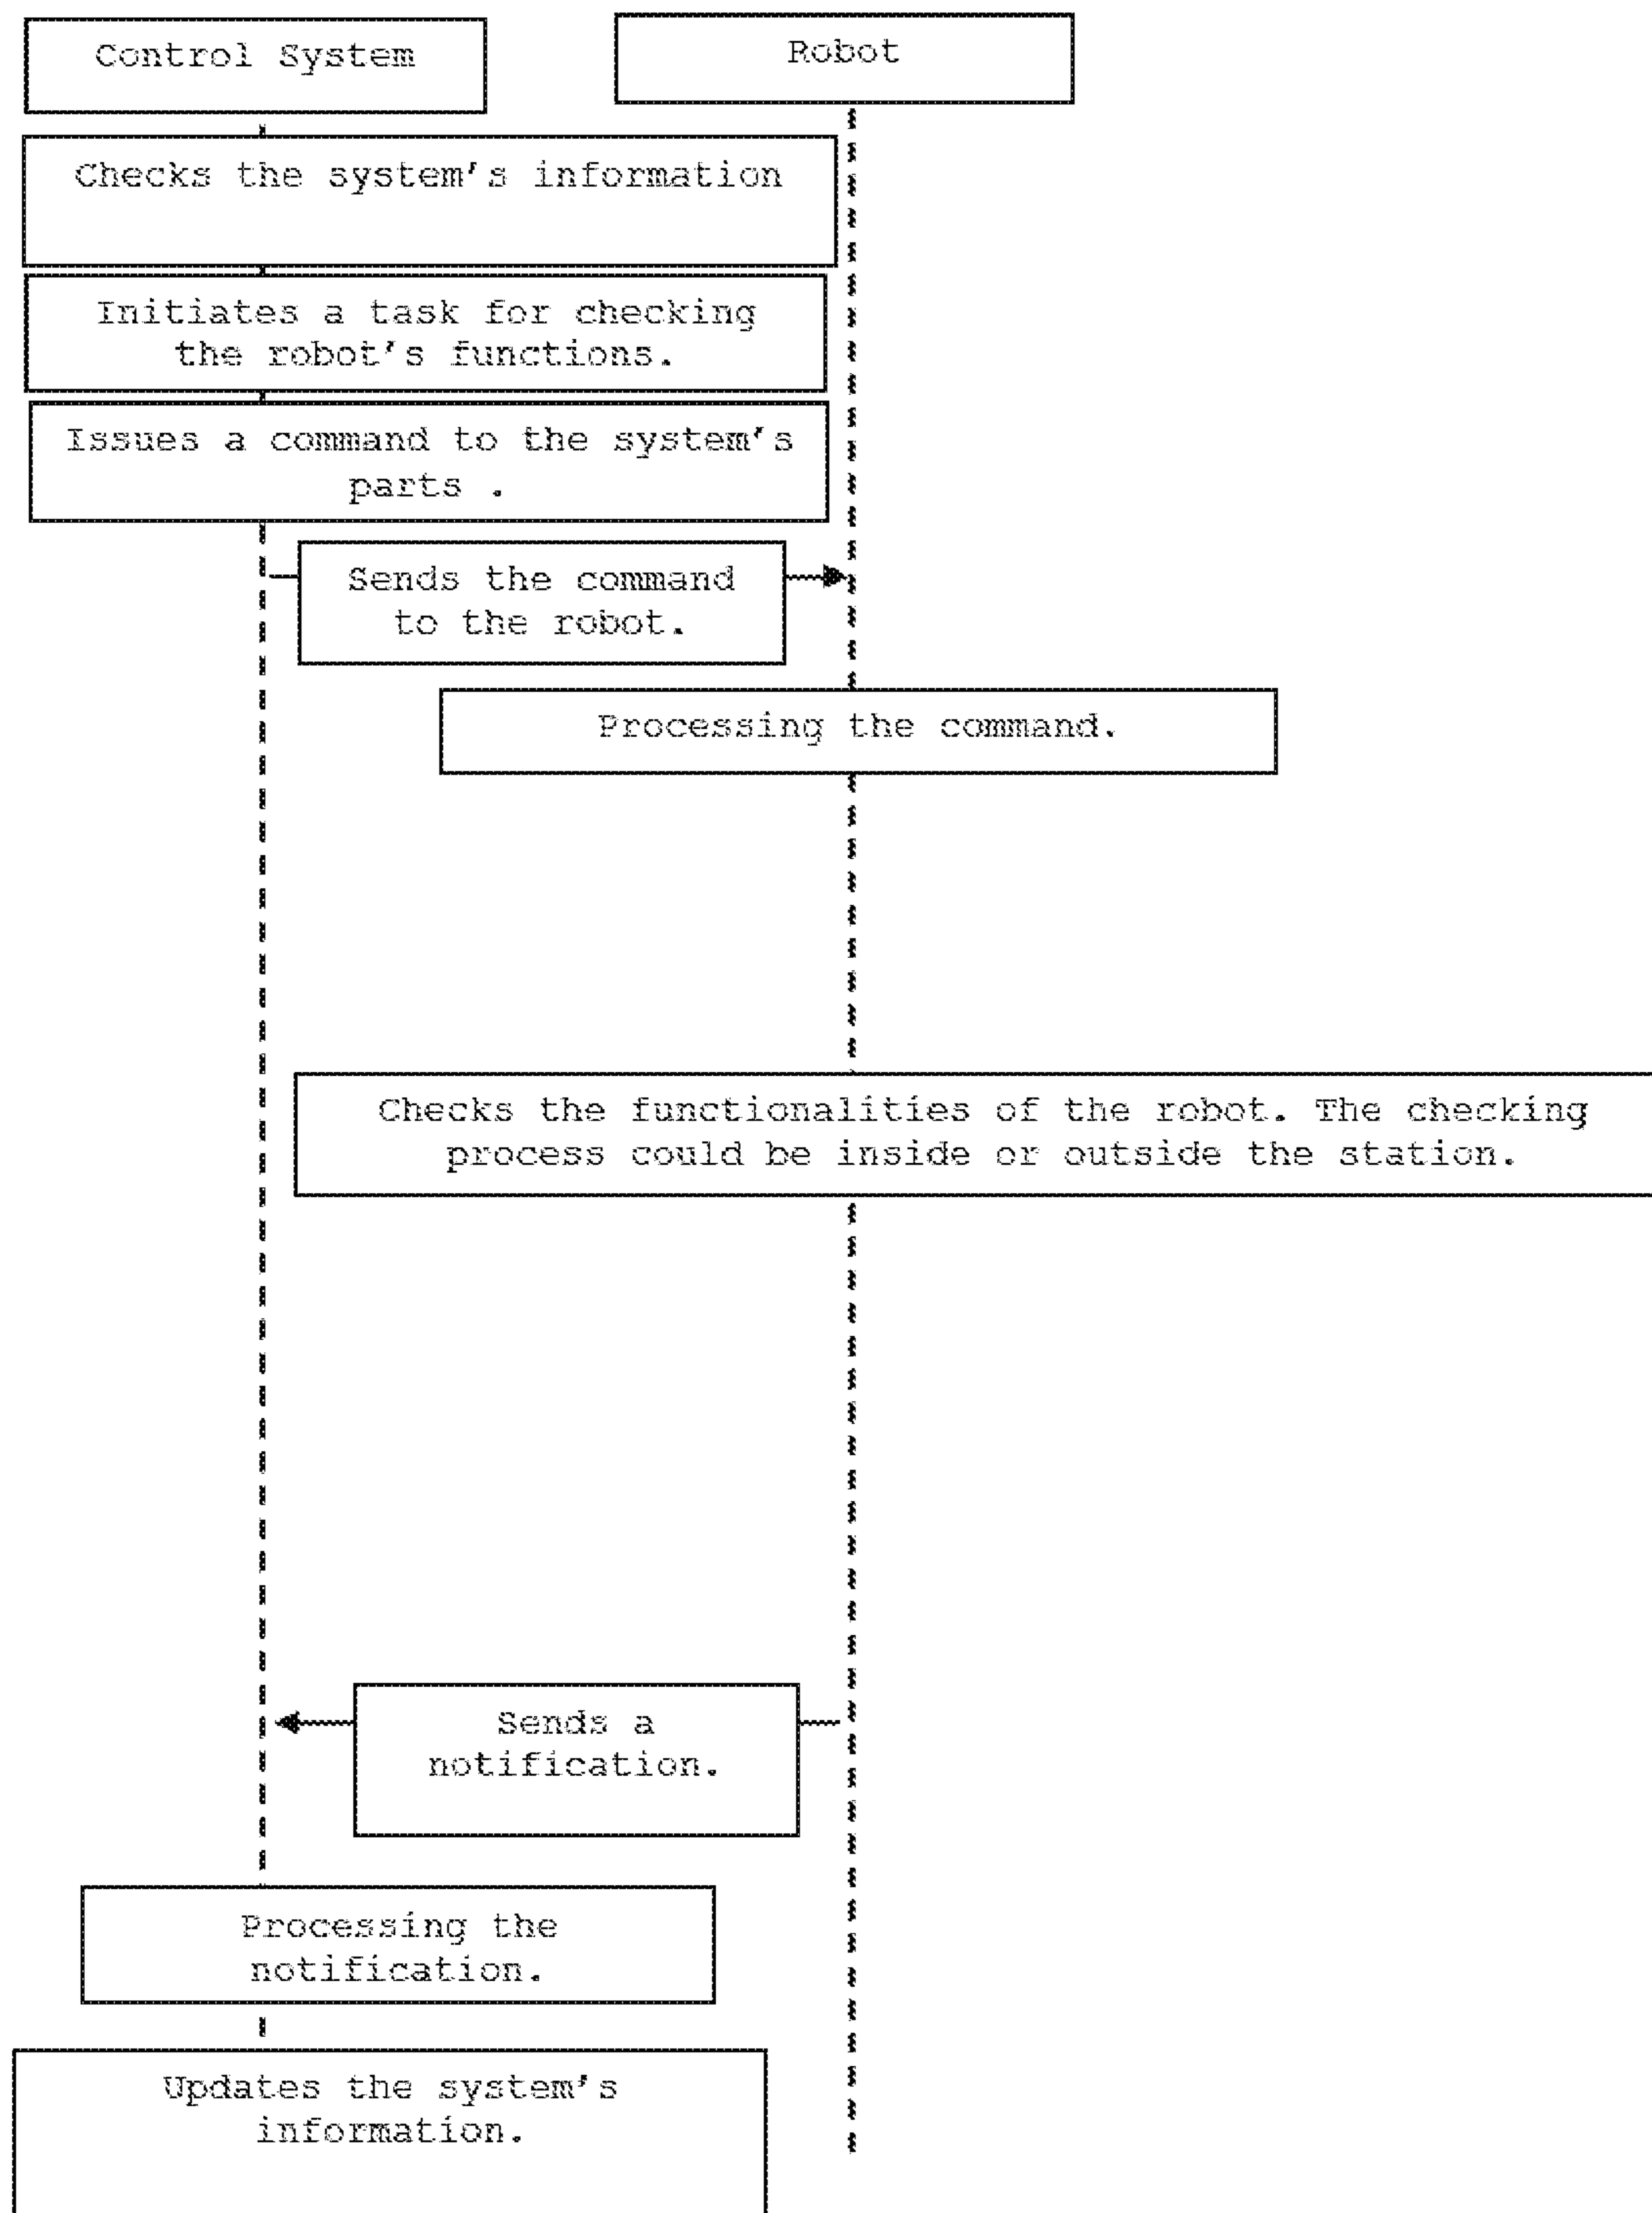 Control System
Robot
Checks the system's information
Initiates a task for checking
the robot's functions.
Issues a command to the system's
parts .
Sends the command
to the robot.
Processing the command.
Checks the functionalities of the robot. The checking
process could be inside or outside the station.
Sends a
notification.
Processing the
notification.
Updates the system's
information.